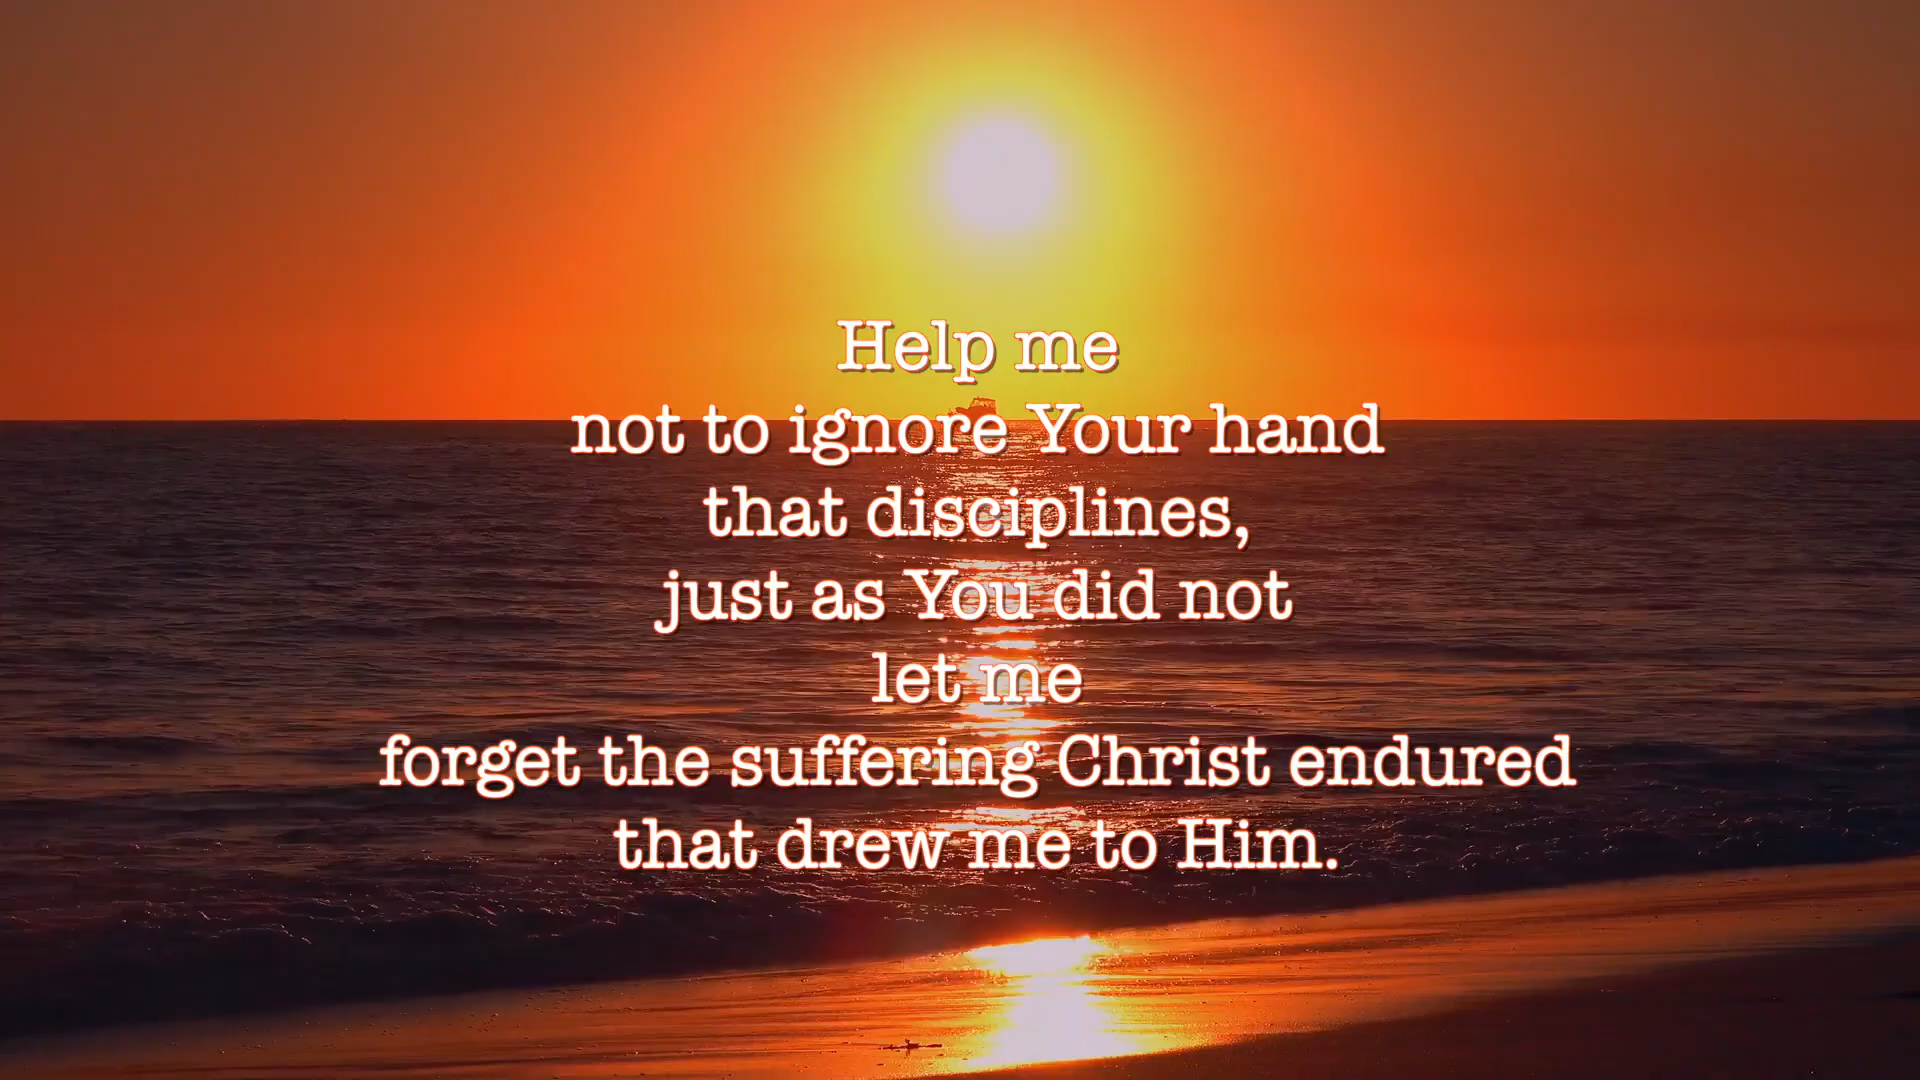 Help me
not to ignore Your hand
that disciplines,
just as You did not
let me
forget the suffering Christ endured
that drew me to Him.